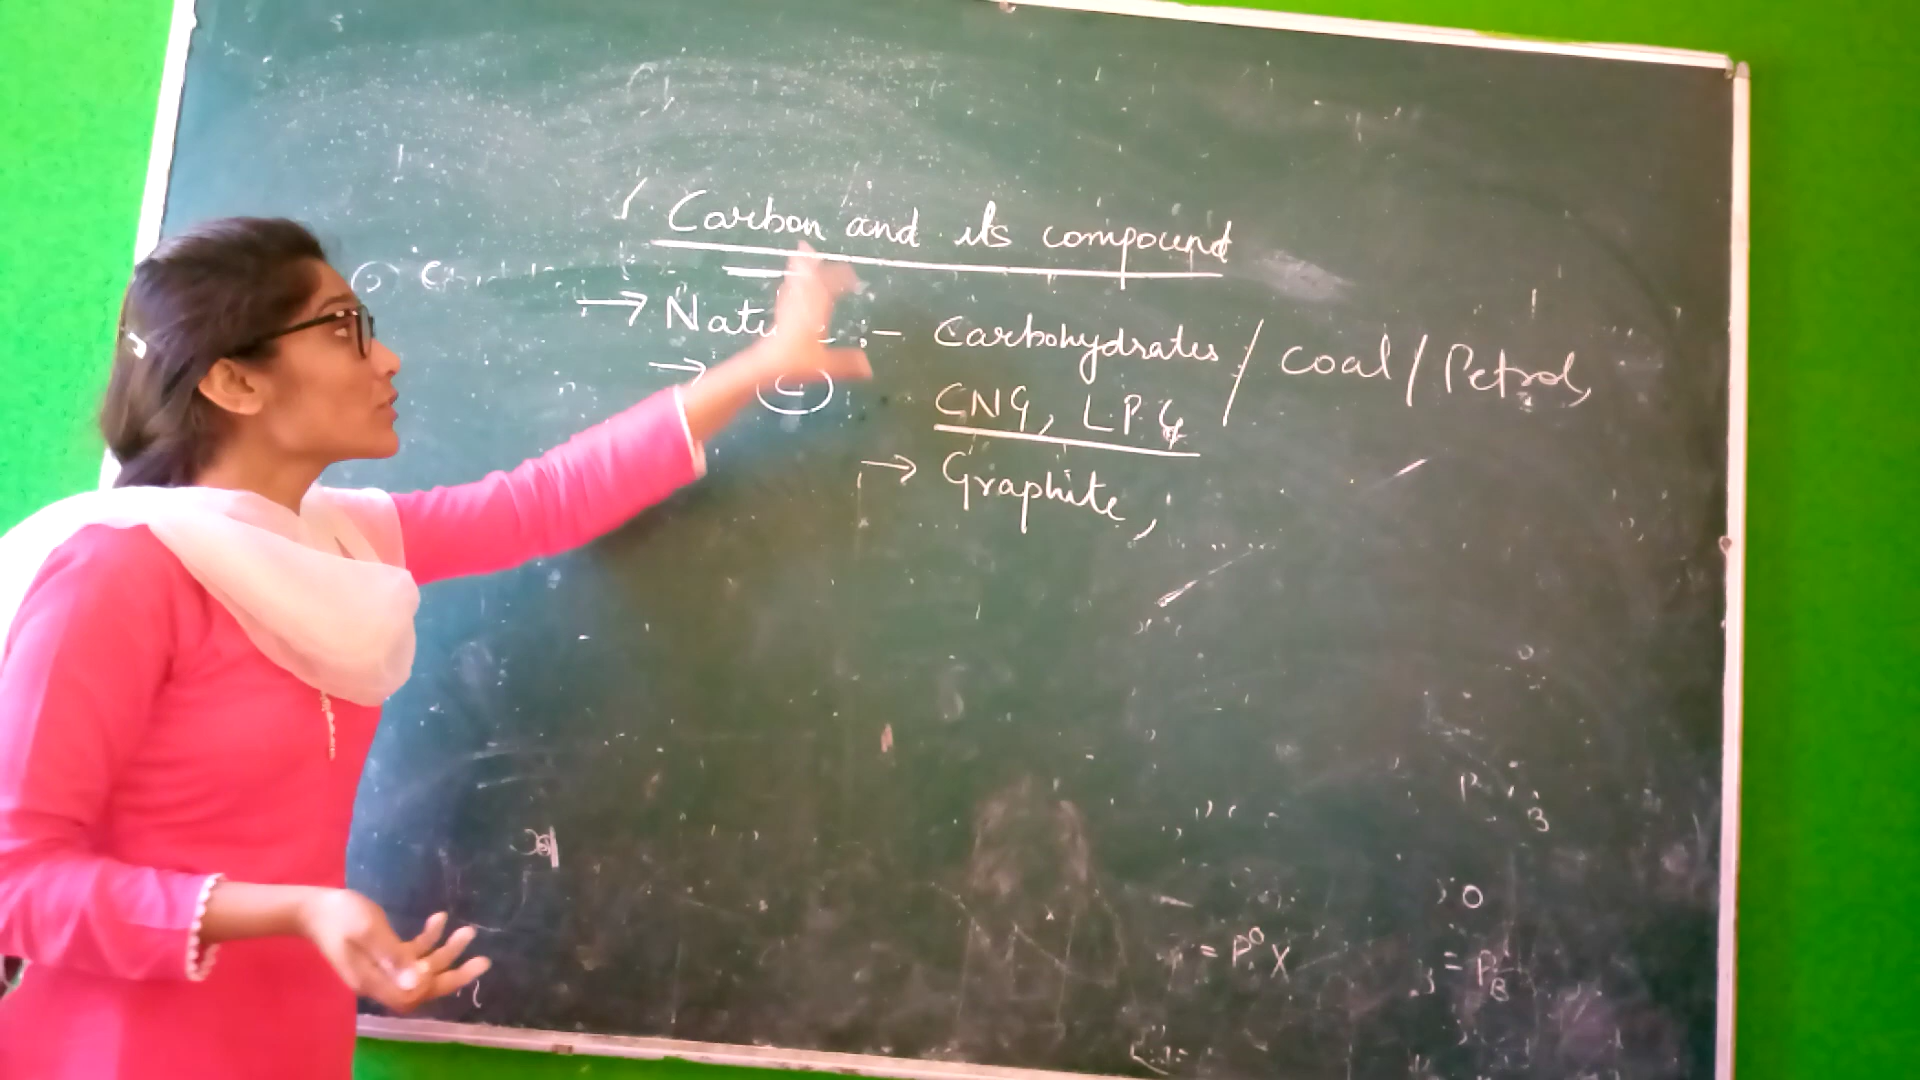 Carbon and its compound
→ Nature :- Carbohydrates / Coal / Petrol,
→
CNG, LPG
→ Graphite,
= P° X
= P°B